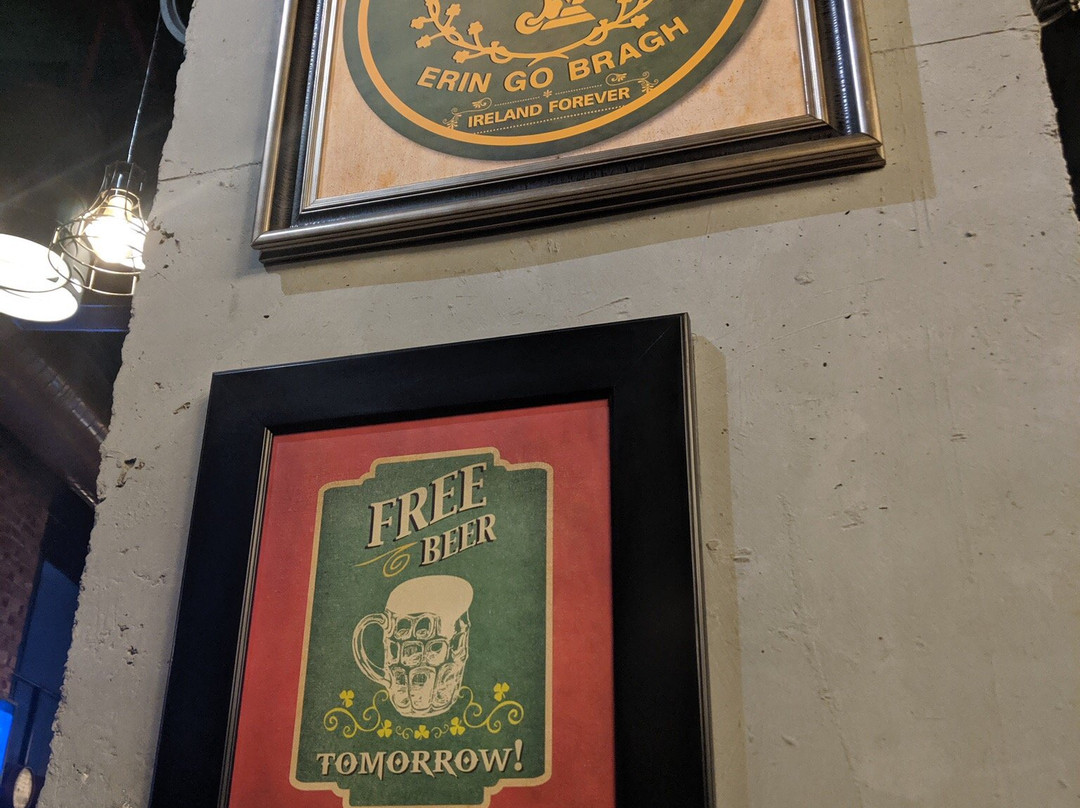 ERIN GO BRAGH
IRELAND FOREVER
FREE
BEER
TOMORROW!